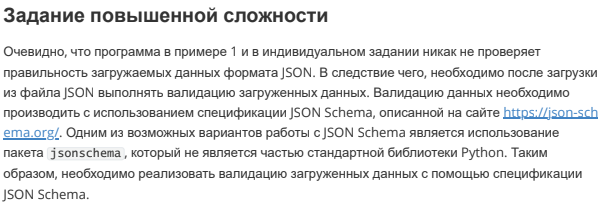 Задание повышенной сложности
Очевидно, что программа в примере 1 и в индивидуальном задании никак не проверяет
правильность загружаемых данных формата JSON. В следствие чего, необходимо после загрузки
из файла JSON выполнять валидацию загруженных данных. Валидацию данных необходимо
производить с использованием спецификации JSON Schema, описанной на сайте https://json-sch
ema.org/. Одним из возможных вариантов работы с JSON Schema является использование
пакета jsonschema, который не является частью стандартной библиотеки Python. Таким
образом, необходимо реализовать валидацию загруженных данных с помощью спецификации
JSON Schema.